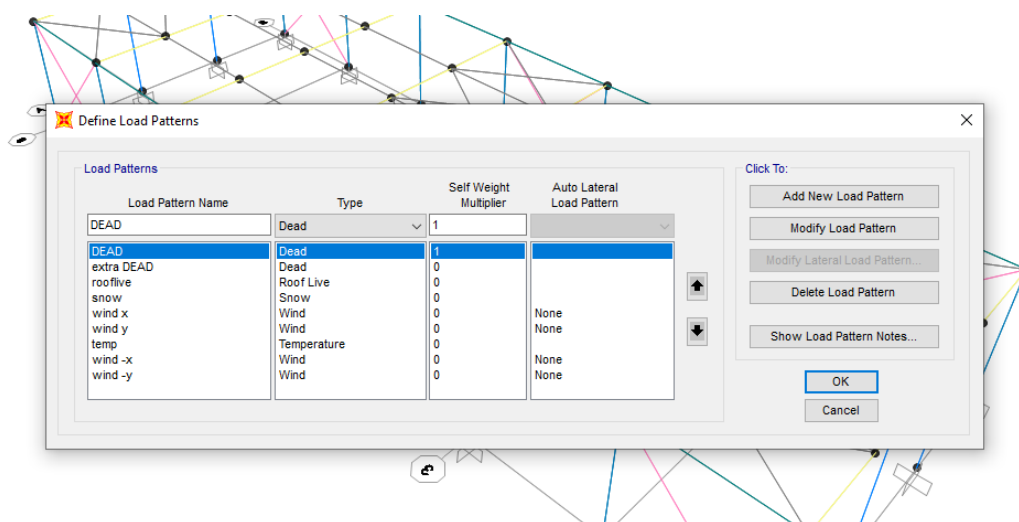 Define Load Patterns
Load Patterns
Click To:
Load Pattern Name Type Self Weight Multiplier Auto Lateral Load Pattern
DEAD Dead 1
DEAD Dead 1
extra DEAD Dead 0
rooflive Roof Live 0
snow Snow 0
wind x Wind 0 None
wind y Wind 0 None
temp Temperature 0
wind -x Wind 0 None
wind -y Wind 0 None
Add New Load Pattern
Modify Load Pattern
Modify Lateral Load Pattern...
Delete Load Pattern
Show Load Pattern Notes...
OK
Cancel